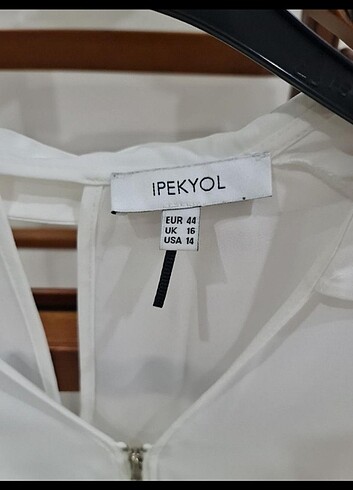 IPEKYOL
EUR 44
UK 16
USA 14